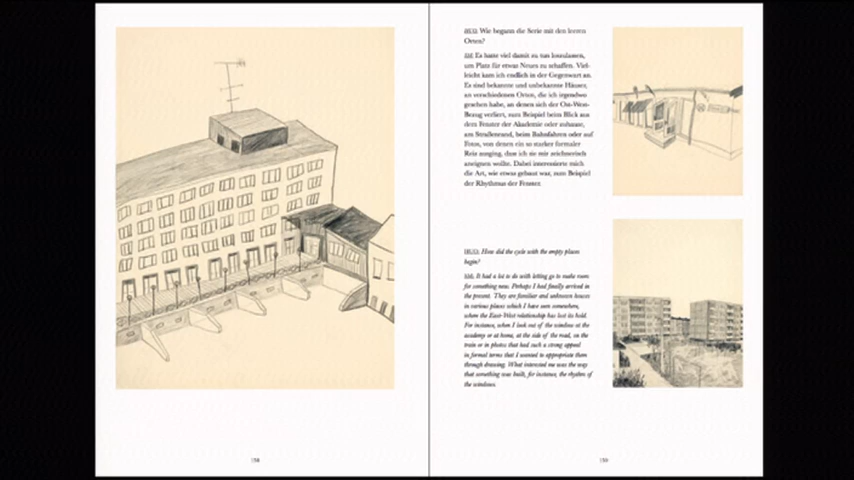 Wie begann die Serie mit den leeren
Orten?
Es hatte viel damit zu tun loszulassen,
um Platz für etwas Neues zu schaffen. Viel-
leicht kam ich endlich in der Gegenwart an.
Es sind bekannte und unbekannte Häuser,
an verschiedenen Orten, die ich irgendwo
gesehen habe, an denen sich der Ost-West-
Bezug verliert, zum Beispiel beim Blick aus
dem Fenster der Akademie oder zuhause,
am Straßenrand, beim Bahnfahren oder auf
Fotos, von denen ein so starker formaler
Reiz ausging, dass ich sie mir zeichnerisch
aneignen wollte. Dabei interessierte mich
die Art, wie etwas gebaut war, zum Beispiel
der Rhythmus der Fenster.
How did the cycle with the empty places
begin?
It had a lot to do with letting go to make room
for something new. Perhaps I had finally arrived in
the present. They are familiar and unknown houses
in various places which I have seen somewhere,
where the East-West relationship has lost its hold.
For instance, when I look out of the window at the
academy or at home, at the side of the road, on the
train or in photos that had such a strong appeal
in formal terms that I wanted to appropriate them
through drawing. What interested me was the way
that something was built, for instance, the rhythm of
the windows.
158
159